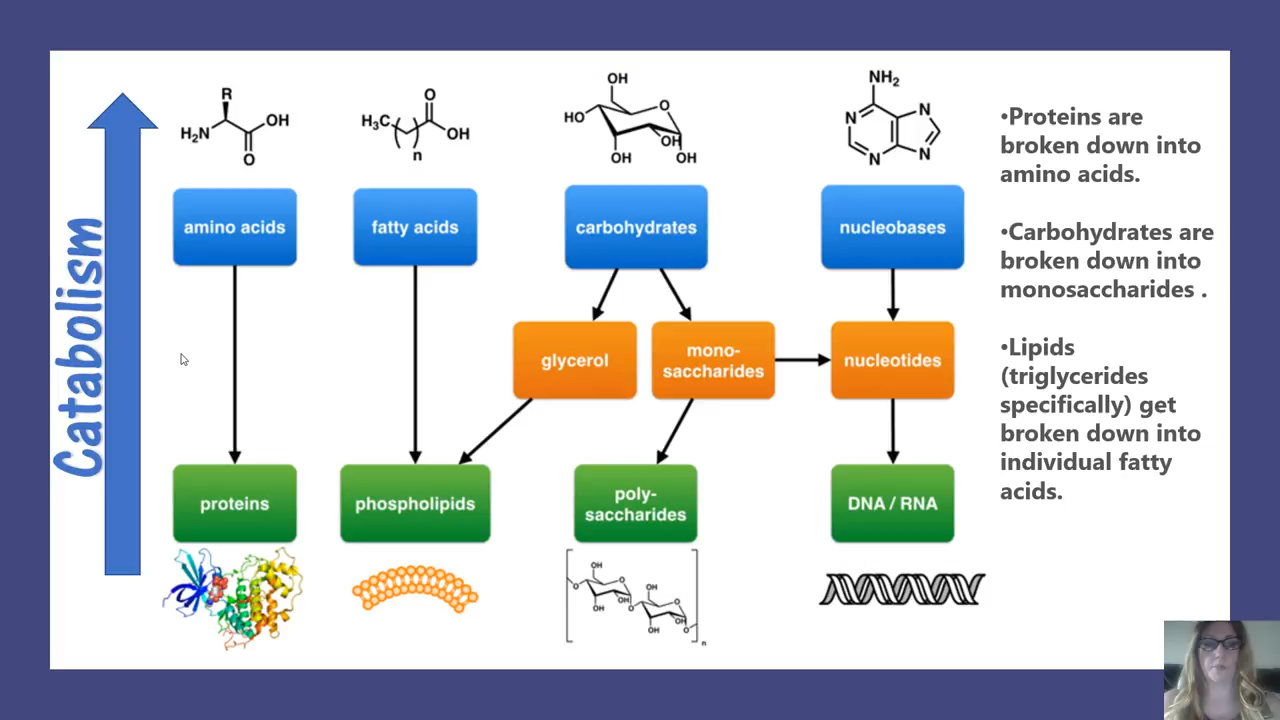 Catabolism
R
H₂N
OH
O
O
H₃C
OH
n
OH
HO
O
OH
OH
OH
NH₂
N
N
N
N
amino acids
fatty acids
carbohydrates
nucleobases
glycerol
mono-
saccharides
nucleotides
proteins
phospholipids
poly-
saccharides
DNA / RNA
OH
O
O
OH
OH
O
OH
O
OH
OH
O
n
•Proteins are
broken down into
amino acids.
•Carbohydrates are
broken down into
monosaccharides .
•Lipids
(triglycerides
specifically) get
broken down into
individual fatty
acids.